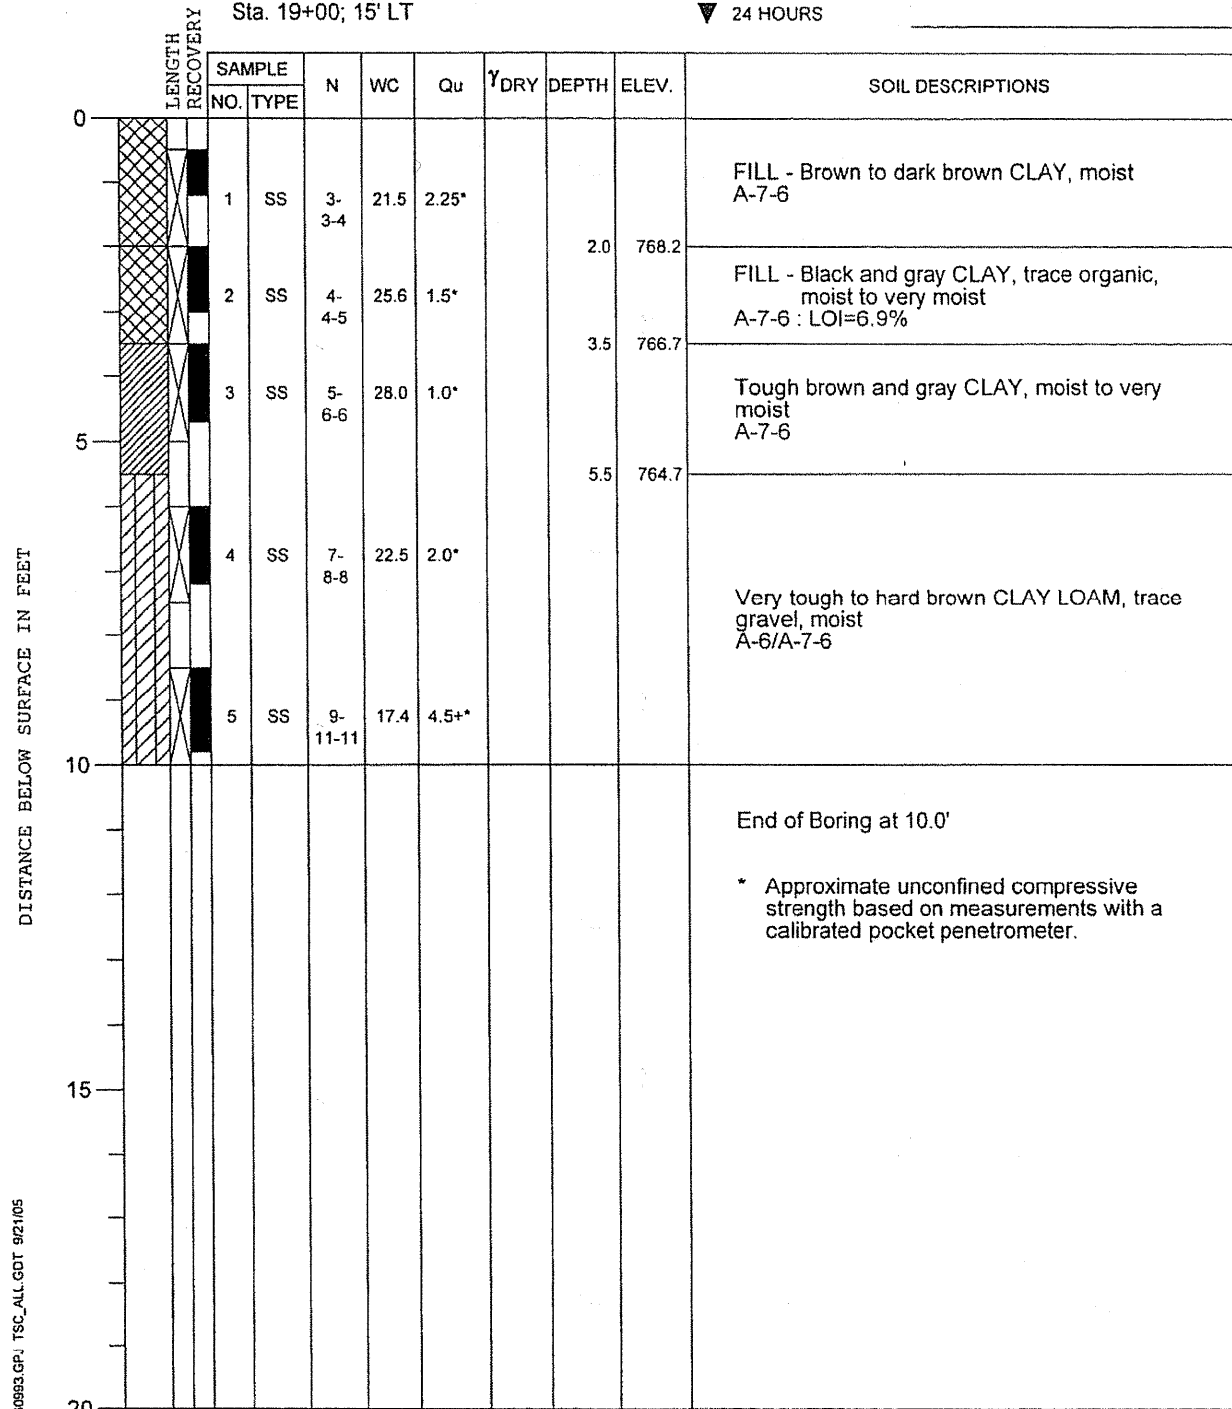 Sta. 19+00; 15' LT
▼ 24 HOURS
LENGTH
RECOVERY
SAMPLE
NO. TYPE
N
WC
Qu
γDRY
DEPTH
ELEV.
SOIL DESCRIPTIONS
0
FILL - Brown to dark brown CLAY, moist
A-7-6
1 SS 3- 21.5 2.25*
3-4
2.0 768.2
FILL - Black and gray CLAY, trace organic,
moist to very moist
A-7-6 : LOI=6.9%
2 SS 4- 25.6 1.5*
4-5
3.5 766.7
Tough brown and gray CLAY, moist to very
moist
A-7-6
3 SS 5- 28.0 1.0*
6-6
5
5.5 764.7
4 SS 7- 22.5 2.0*
8-8
Very tough to hard brown CLAY LOAM, trace
gravel, moist
A-6/A-7-6
5 SS 9- 17.4 4.5+*
11-11
10
End of Boring at 10.0'
* Approximate unconfined compressive
strength based on measurements with a
calibrated pocket penetrometer.
15
20
DISTANCE BELOW SURFACE IN FEET
60993.GPJ TSC_ALL.GDT 9/21/05